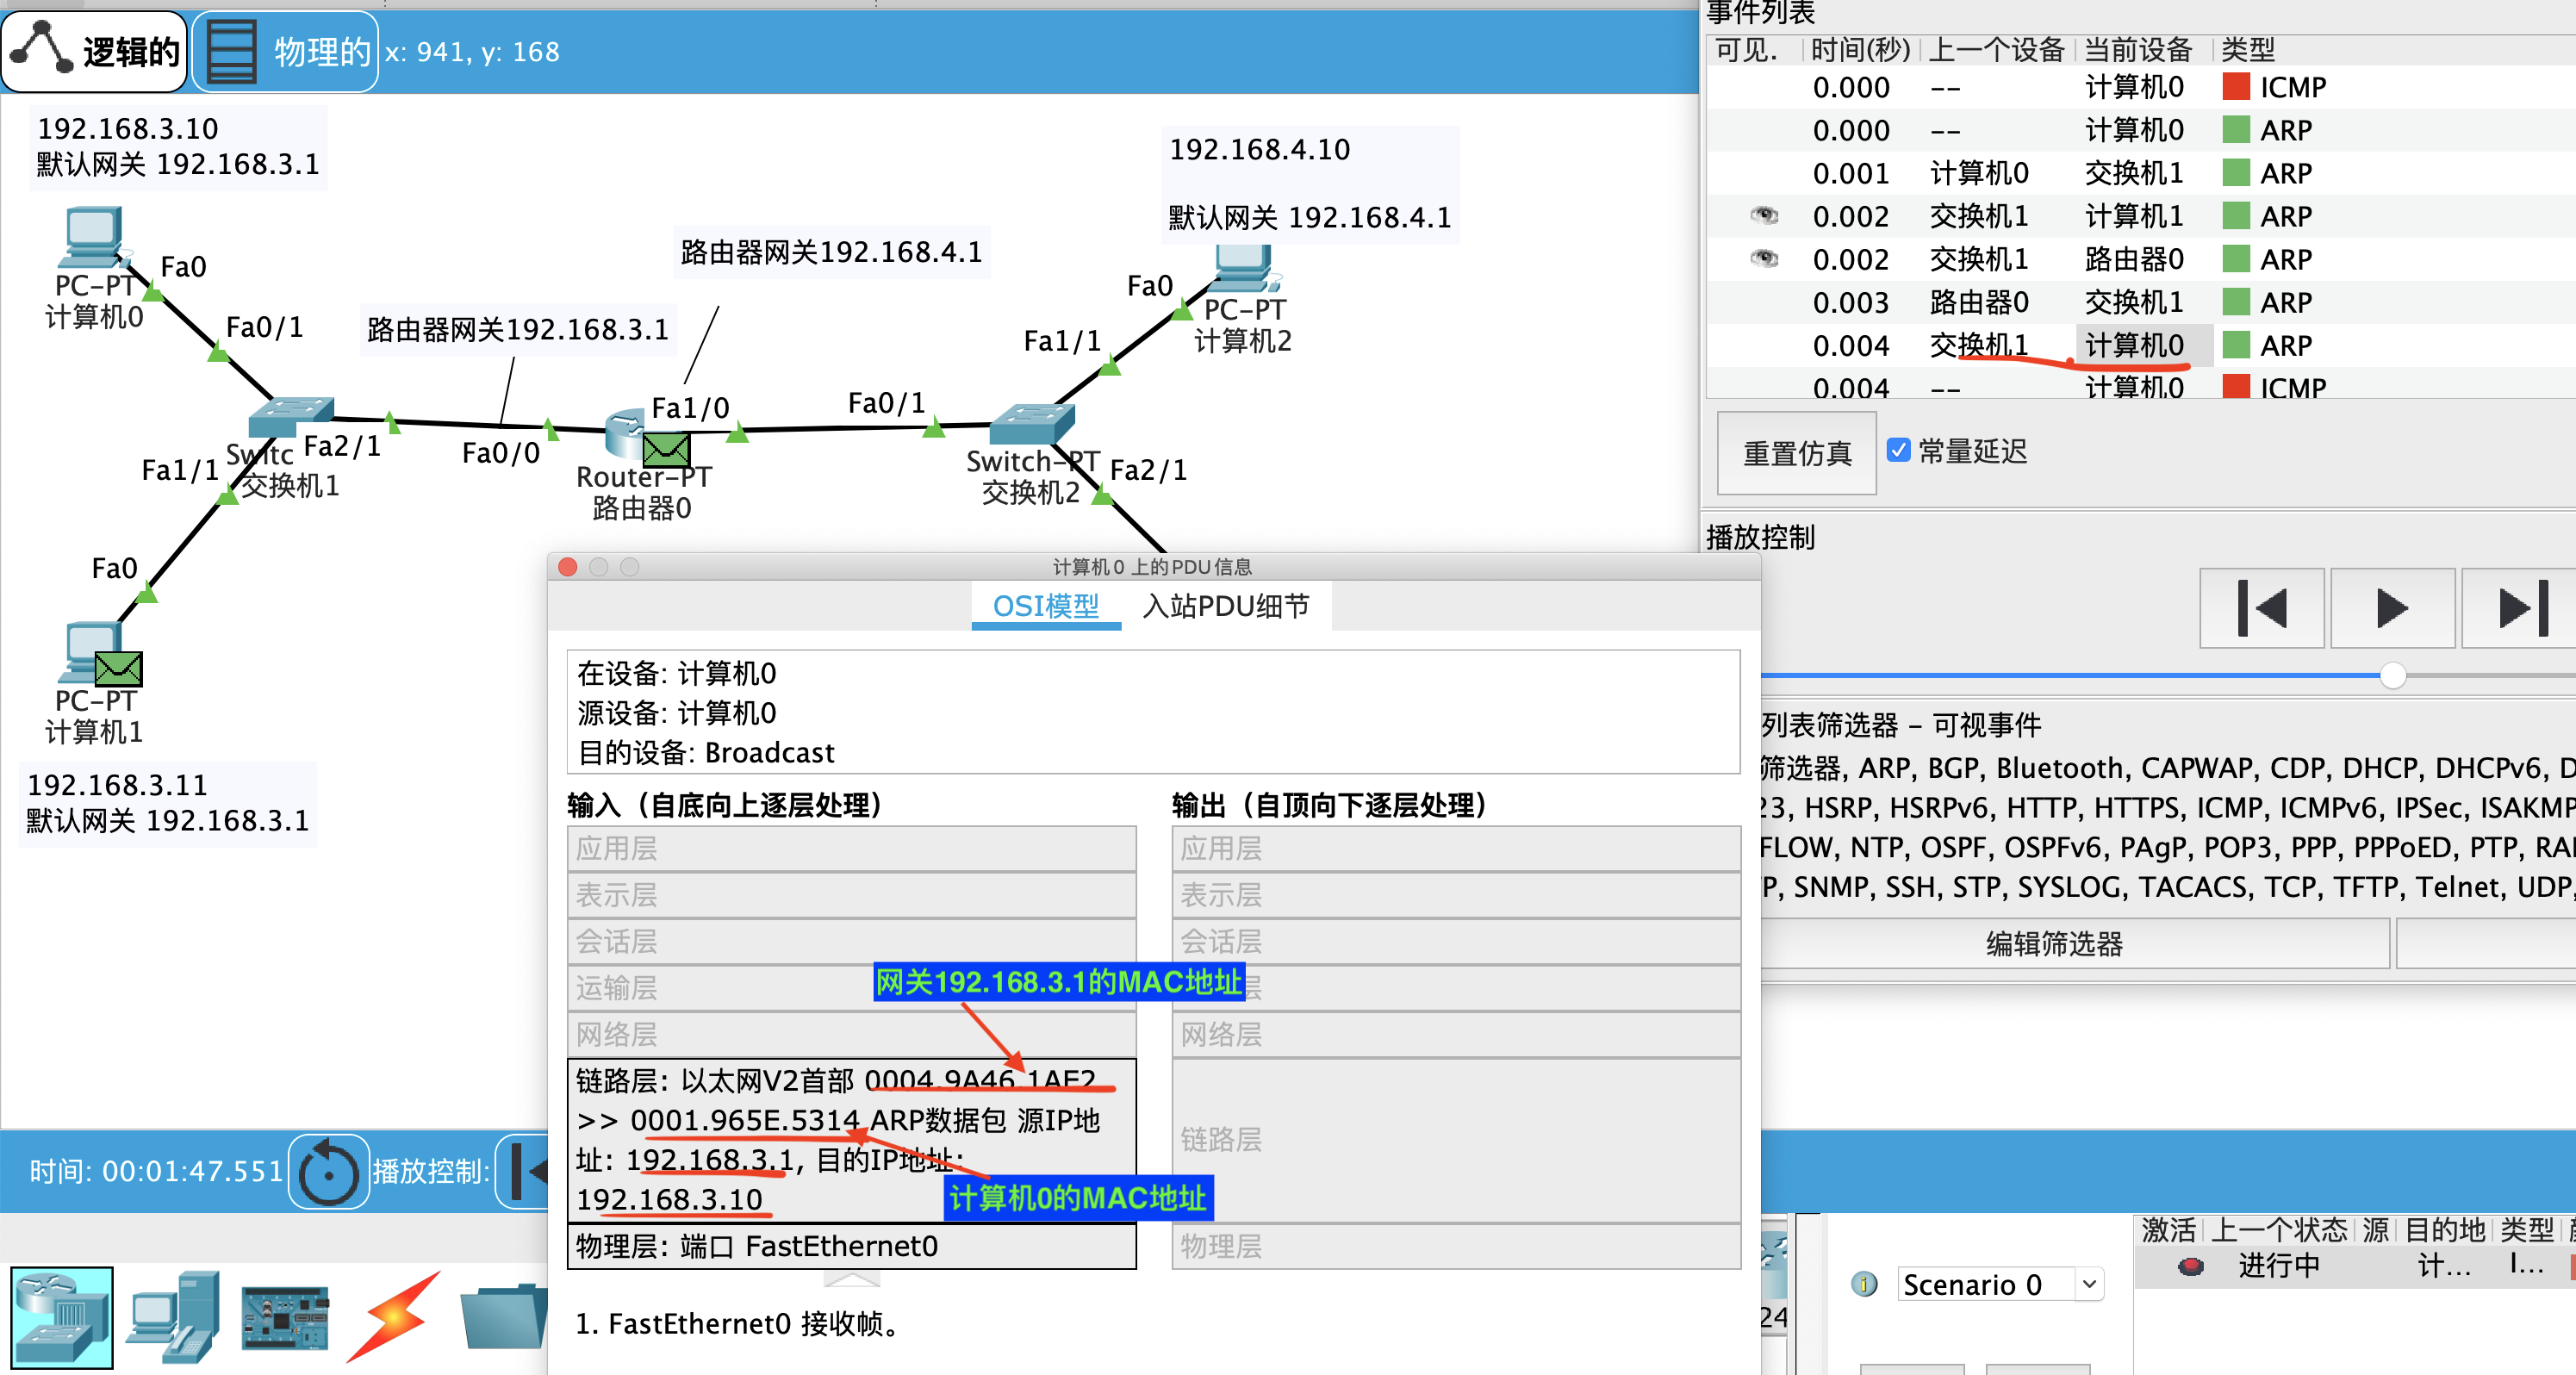 逻辑的
物理的
x: 941, y: 168
192.168.3.10
默认网关 192.168.3.1
PC-PT
计算机0
Fa0
Fa0/1
路由器网关192.168.3.1
路由器网关192.168.4.1
192.168.4.10
默认网关 192.168.4.1
Fa0
PC-PT
计算机2
Fa1/1
Fa0/1
Fa1/0
Fa2/1
Fa0/0
Switc
交换机1
Fa1/1
Router-PT
路由器0
Switch-PT
交换机2
Fa2/1
Fa0
PC-PT
计算机1
192.168.3.11
默认网关 192.168.3.1
事件列表
可见. 时间(秒) 上一个设备 当前设备 类型
0.000 -- 计算机0 ICMP
0.000 -- 计算机0 ARP
0.001 计算机0 交换机1 ARP
0.002 交换机1 计算机1 ARP
0.002 交换机1 路由器0 ARP
0.003 路由器0 交换机1 ARP
0.004 交换机1 计算机0 ARP
0.004 -- 计算机0 ICMP
重置仿真
常量延迟
播放控制
列表筛选器 - 可视事件
筛选器, ARP, BGP, Bluetooth, CAPWAP, CDP, DHCP, DHCPv6, D
23, HSRP, HSRPv6, HTTP, HTTPS, ICMP, ICMPv6, IPSec, ISAKMP
FLOW, NTP, OSPF, OSPFv6, PAgP, POP3, PPP, PPPoED, PTP, RA
P, SNMP, SSH, STP, SYSLOG, TACACS, TCP, TFTP, Telnet, UDP,
编辑筛选器
计算机0 上的PDU信息
OSI模型
入站PDU细节
在设备: 计算机0
源设备: 计算机0
目的设备: Broadcast
输入（自底向上逐层处理）
应用层
表示层
会话层
运输层
网络层
链路层: 以太网V2首部 0004.9A46.1AE2
>> 0001.965E.5314 ARP数据包 源IP地
址: 192.168.3.1, 目的IP地址:
192.168.3.10
物理层: 端口 FastEthernet0
输出（自顶向下逐层处理）
应用层
表示层
会话层
层
网络层
链路层
物理层
网关192.168.3.1的MAC地址
计算机0的MAC地址
1. FastEthernet0 接收帧。
时间: 00:01:47.551
播放控制:
24
Scenario 0
激活 上一个状态 源 目的地 类型
进行中 计... I...